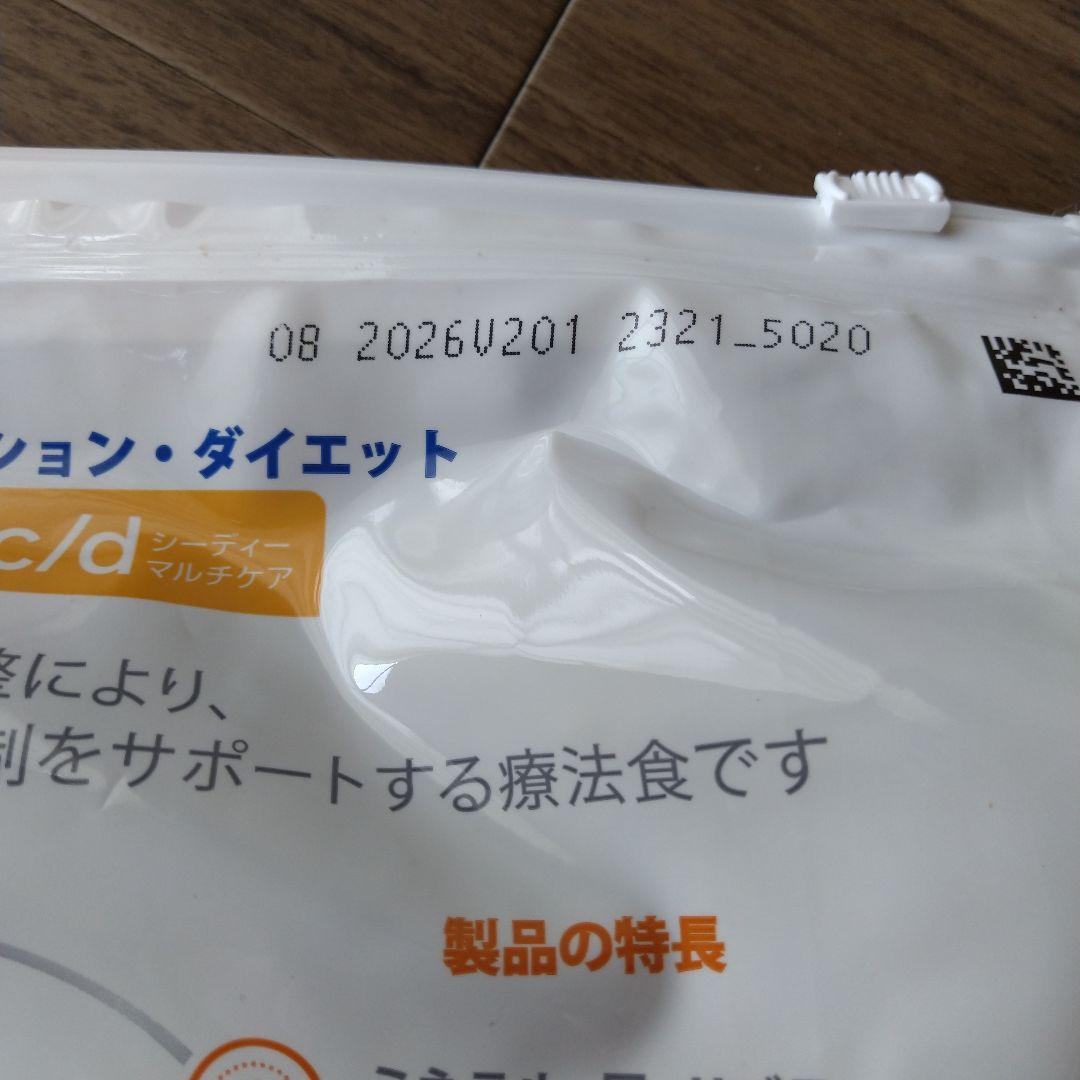 08 2026V201 2321_5020
ション・ダイエット
c/d シーディー
マルチケア
により、
をサポートする療法食です
製品の特長